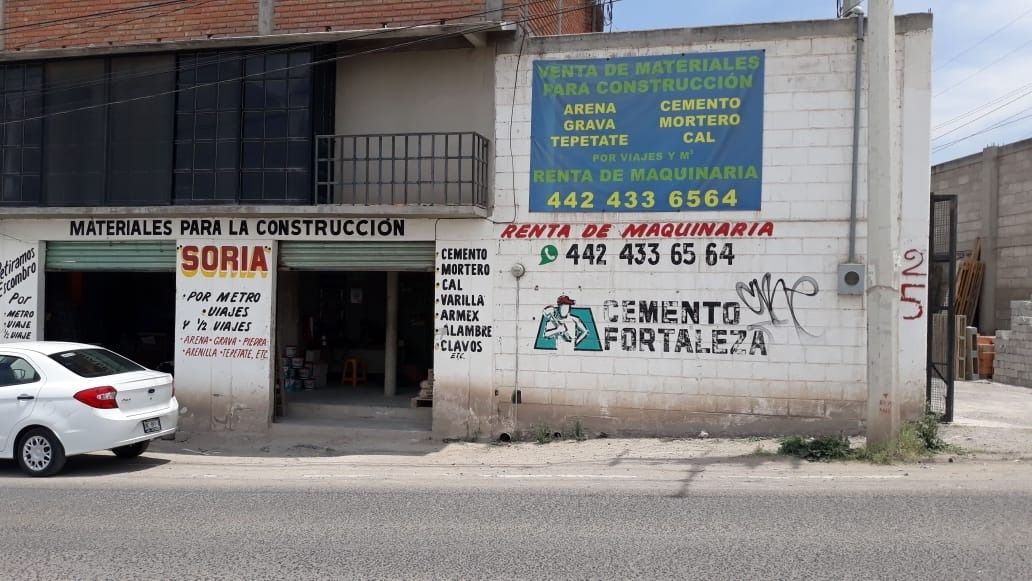 VENTA DE MATERIALES
PARA CONSTRUCCIÓN
ARENA CEMENTO
GRAVA MORTERO
TEPETATE CAL
POR VIAJES Y M³
RENTA DE MAQUINARIA
442 433 6564
MATERIALES PARA LA CONSTRUCCIÓN
RENTA DE MAQUINARIA
442 433 65 64
Retiramos
Escombro
Por
• Metro
• VIAJE
½ VIAJE
"SORIA"
• POR METRO
• VIAJES
Y ½ VIAJES
• ARENA • GRAVA • PIEDRA •
• ARENILLA • TEPETATE, ETC.
• CEMENTO
• MORTERO
• CAL
• VARILLA
• ARMEX
• ALAMBRE
• CLAVOS
ETC.
CEMENTO
FORTALEZA
25